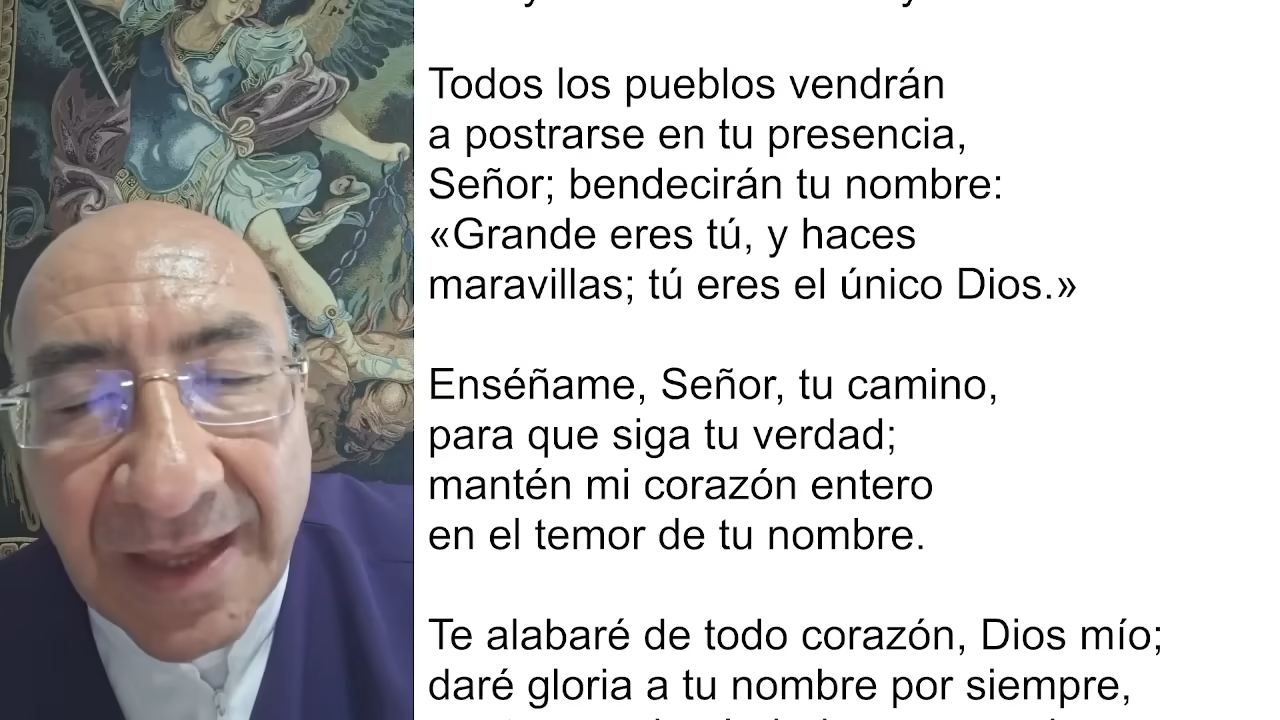 Todos los pueblos vendrán
a postrarse en tu presencia,
Señor; bendecirán tu nombre:
«Grande eres tú, y haces
maravillas; tú eres el único Dios.»
Enséñame, Señor, tu camino,
para que siga tu verdad;
mantén mi corazón entero
en el temor de tu nombre.
Te alabaré de todo corazón, Dios mío;
daré gloria a tu nombre por siempre,